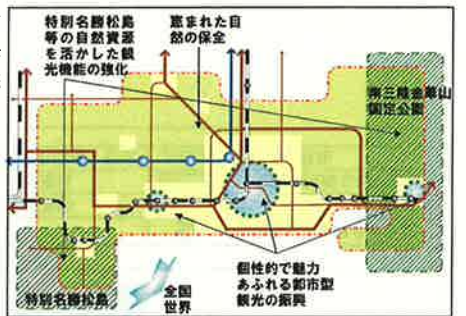 特別名勝松島
等の自然資源
を活かした観
光機能の強化
恵まれた自
然の保全
南三陸金華山
国定公園
個性的で魅力
あふれる都市型
観光の振興
特別名勝松島
全国
世界